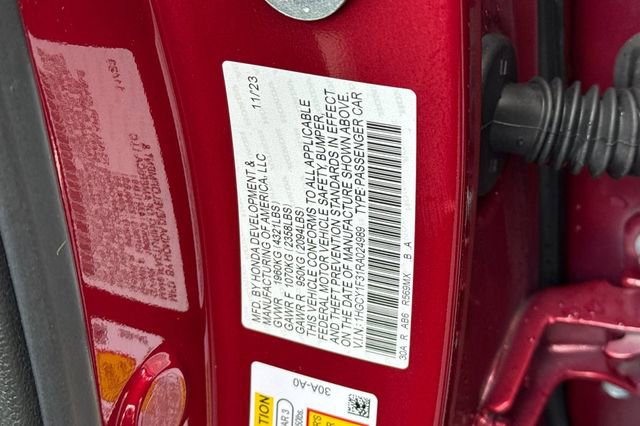 11/23
MFD. BY HONDA DEVELOPMENT &
MANUFACTURING OF AMERICA, LLC
GVWR 1960KG (4321LBS)
GAWR F 1070KG (2358LBS)
GAWR R 950KG (2094LBS)
THIS VEHICLE CONFORMS TO ALL APPLICABLE
FEDERAL MOTOR VEHICLE SAFETY BUMPER,
AND THEFT PREVENTION STANDARDS IN EFFECT
ON THE DATE OF MANUFACTURE SHOWN ABOVE.
V.I.N.: 1HGCY1F31RA024989 TYPE:PASSENGER CAR
30A R AB6 R569MX B .A
30A-A0